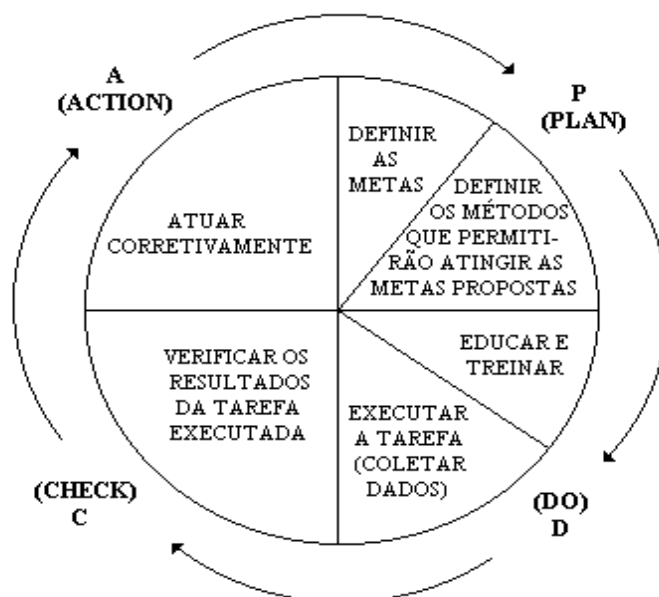 A
(ACTION)
P
(PLAN)
DEFINIR
AS
METAS
DEFINIR
OS MÉTODOS
QUE PERMITI-
RÃO ATINGIR AS
METAS PROPOSTAS
ATUAR
CORRETIVAMENTE
EDUCAR E
TREINAR
VERIFICAR OS
RESULTADOS
DA TAREFA
EXECUTADA
EXECUTAR
A TAREFA
(COLETAR
DADOS)
(CHECK)
C
(DO)
D